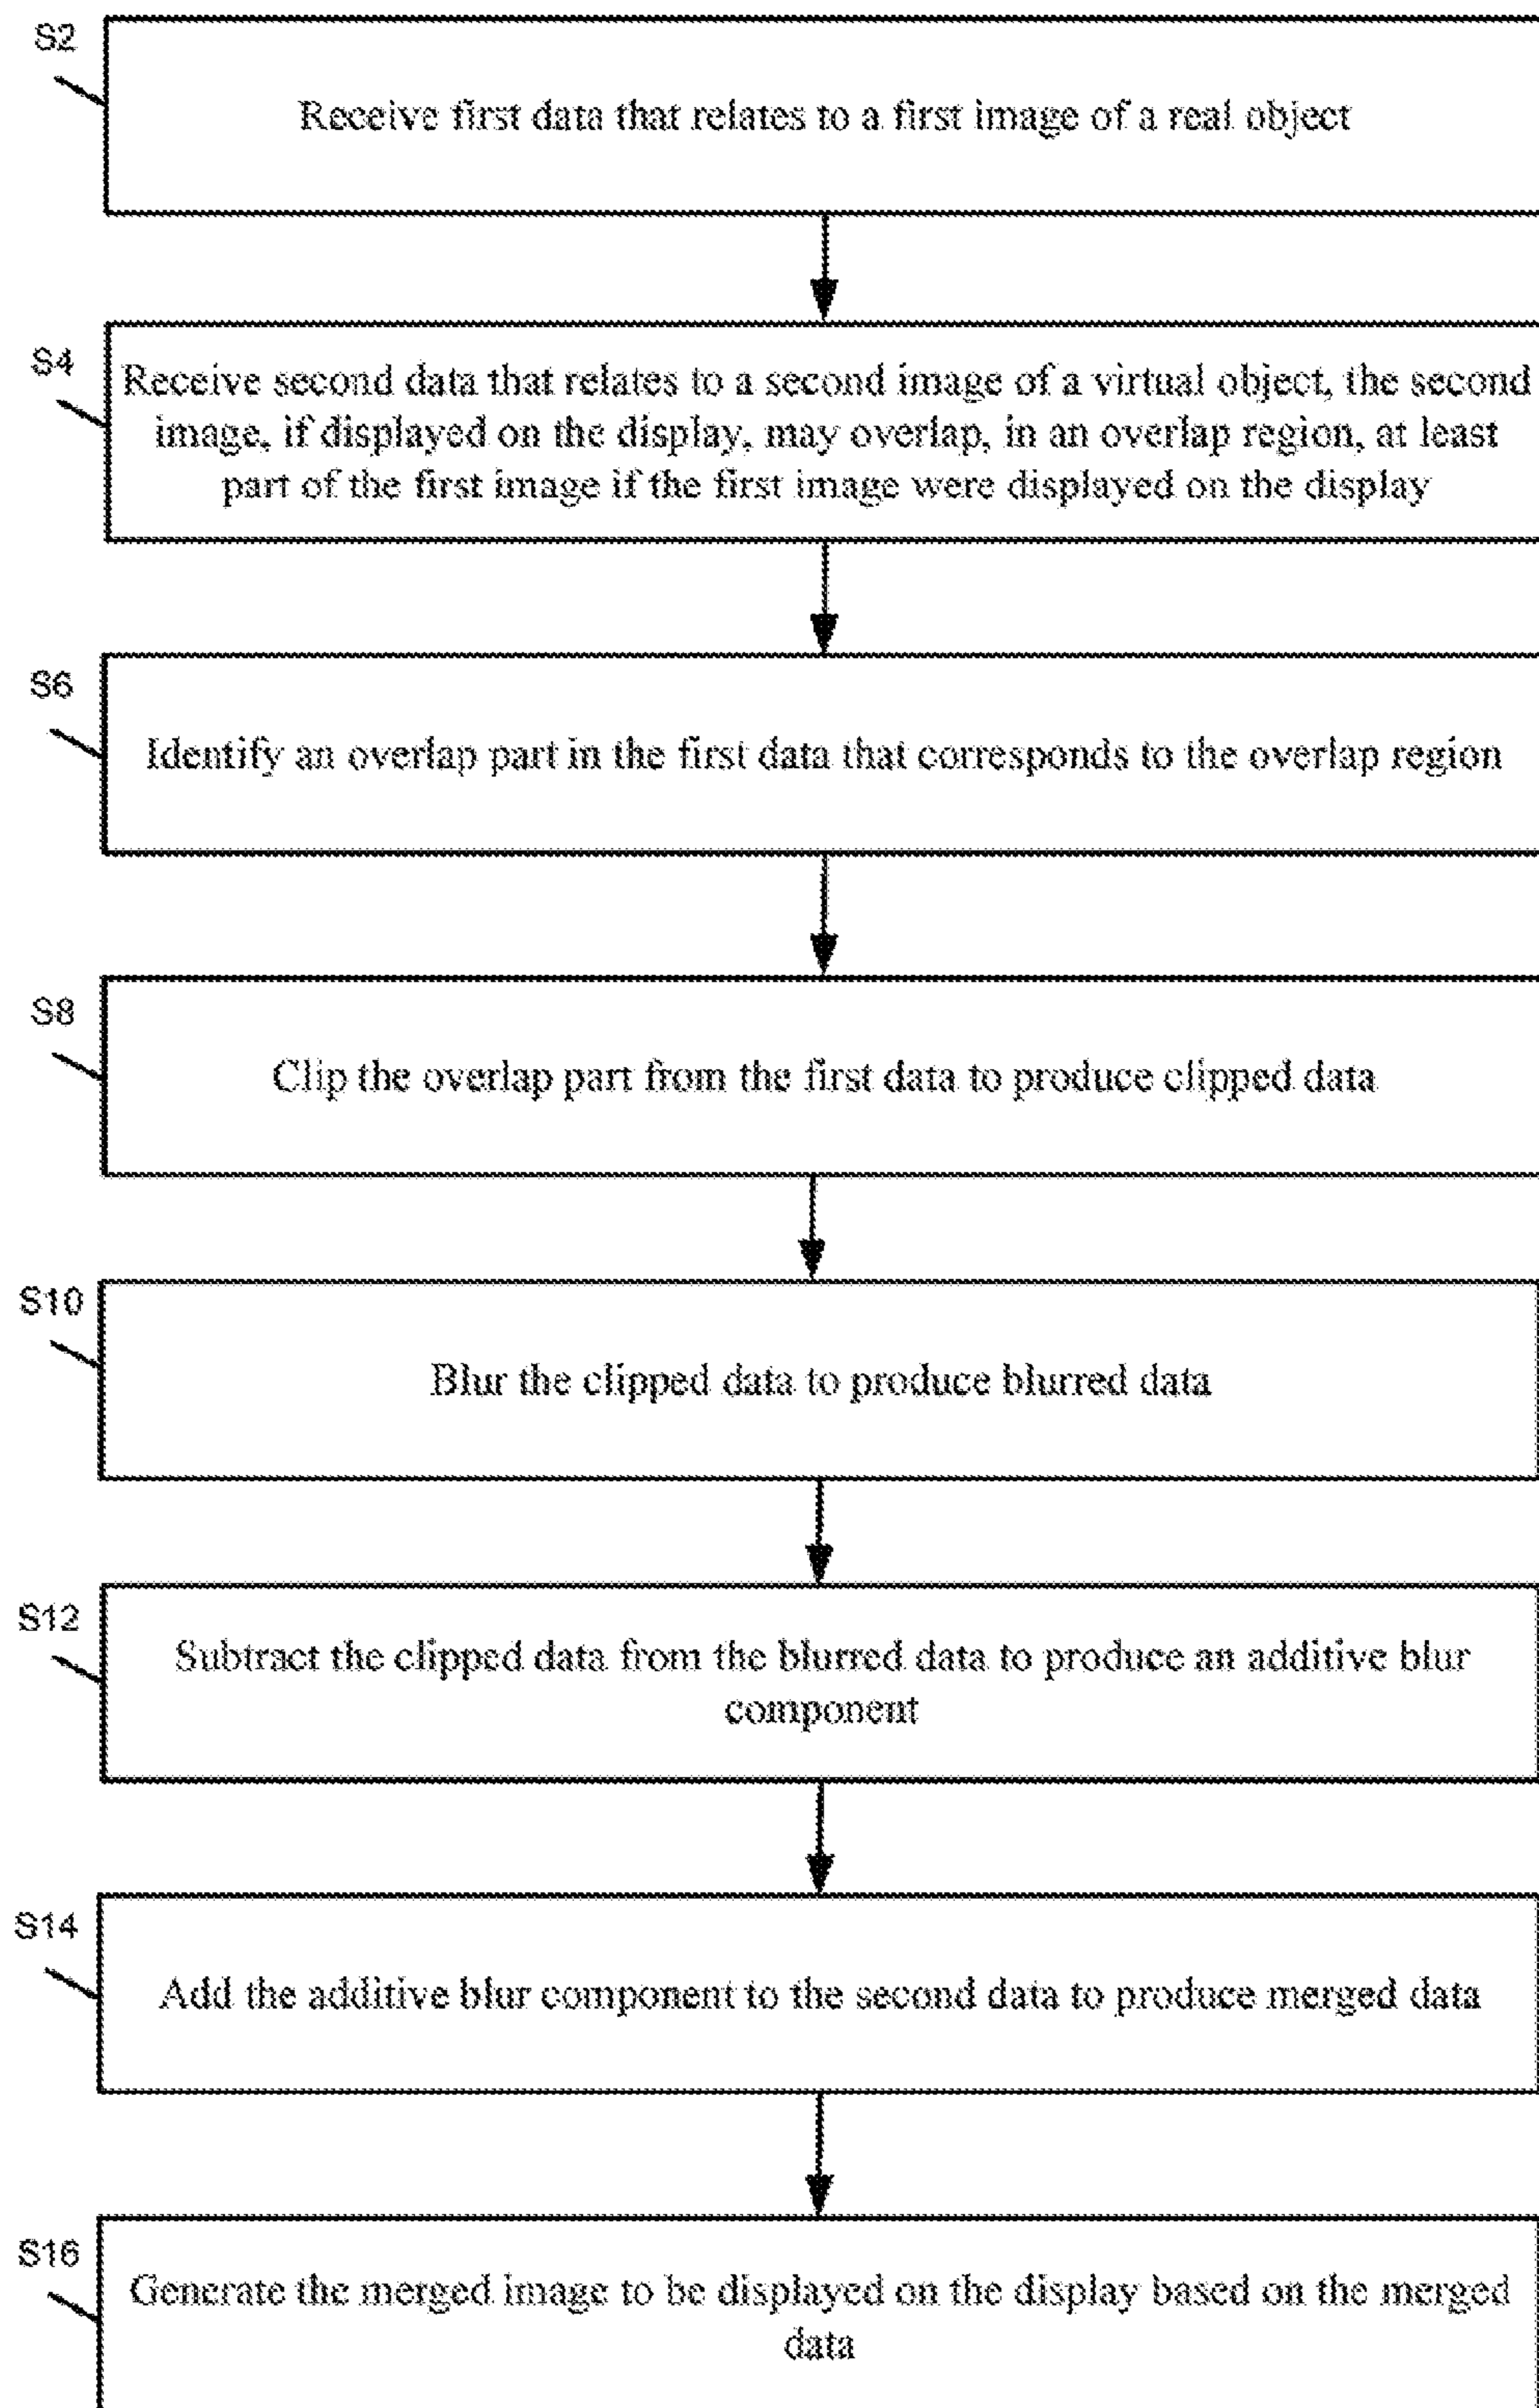 S2
Receive first data that relates to a first image of a real object
S4
Receive second data that relates to a second image of a virtual object, the second
image, if displayed on the display, may overlap, in an overlap region, at least
part of the first image if the first image were displayed on the display
S6
Identify an overlap part in the first data that corresponds to the overlap region
S8
Clip the overlap part from the first data to produce clipped data
S10
Blur the clipped data to produce blurred data
S12
Subtract the clipped data from the blurred data to produce an additive blur
component
S14
Add the additive blur component to the second data to produce merged data
S16
Generate the merged image to be displayed on the display based on the merged
data